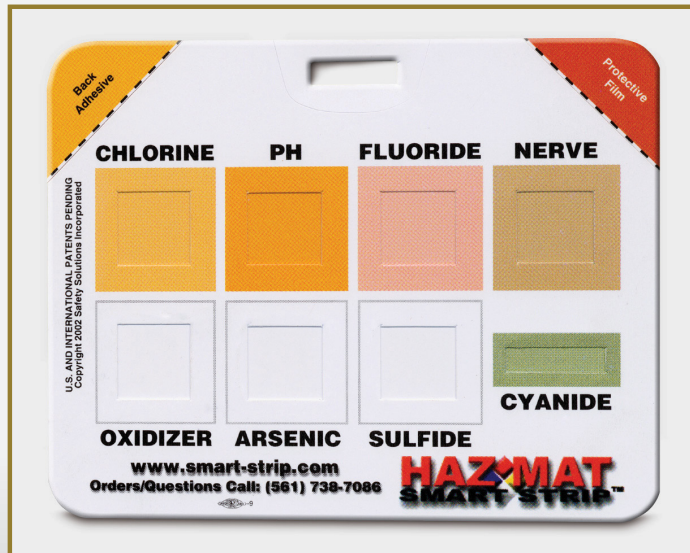 Back
Adhesive
Protective
Film
CHLORINE PH FLUORIDE NERVE
U.S. AND INTERNATIONAL PATENTS PENDING
Copyright 2002 Safety Solutions Incorporated
CYANIDE
OXIDIZER ARSENIC SULFIDE
www.smart-strip.com
Orders/Questions Call: (561) 738-7086
HAZMAT
SMART STRIP™